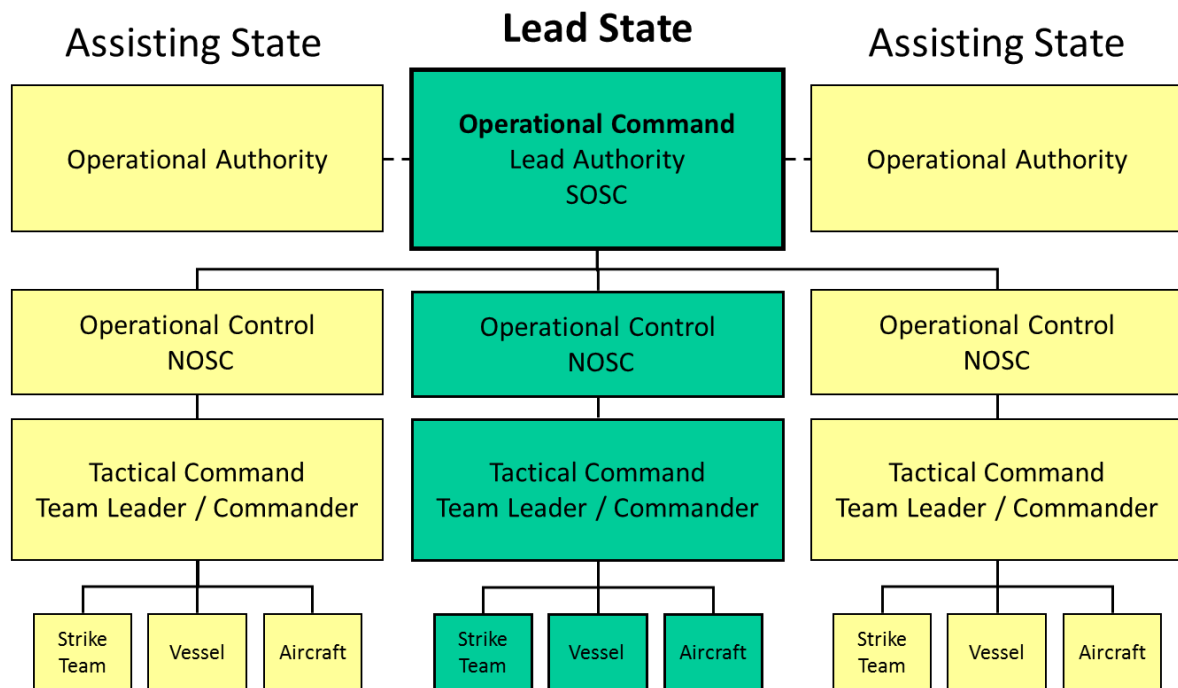 Assisting State
Lead State
Assisting State
Operational Authority
Operational Command
Lead Authority
SOSC
Operational Authority
Operational Control
NOSC
Operational Control
NOSC
Operational Control
NOSC
Tactical Command
Team Leader / Commander
Tactical Command
Team Leader / Commander
Tactical Command
Team Leader / Commander
Strike
Team
Vessel
Aircraft
Strike
Team
Vessel
Aircraft
Strike
Team
Vessel
Aircraft